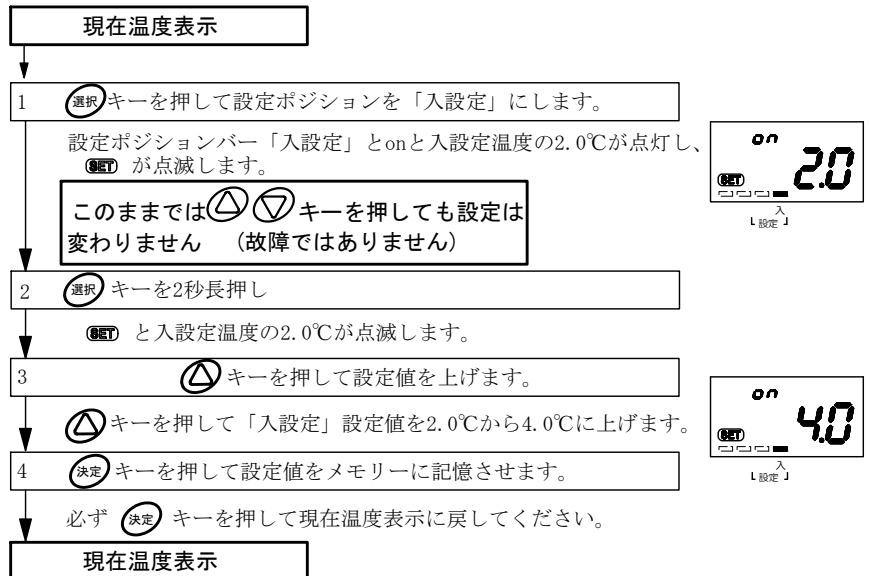 現在温度表示
1 選択キーを押して設定ポジションを「入設定」にします。
設定ポジションバー「入設定」とonと入設定温度の2.0℃が点灯し、
SET が点滅します。
on
SET 2.0
入
設定
このままでは△▽キーを押しても設定は
変わりません (故障ではありません)
2 選択キーを2秒長押し
SET と入設定温度の2.0℃が点滅します。
3 △キーを押して設定値を上げます。
△キーを押して「入設定」設定値を2.0℃から4.0℃に上げます。
on
SET 4.0
入
設定
4 決定キーを押して設定値をメモリーに記憶させます。
必ず 決定 キーを押して現在温度表示に戻してください。
現在温度表示